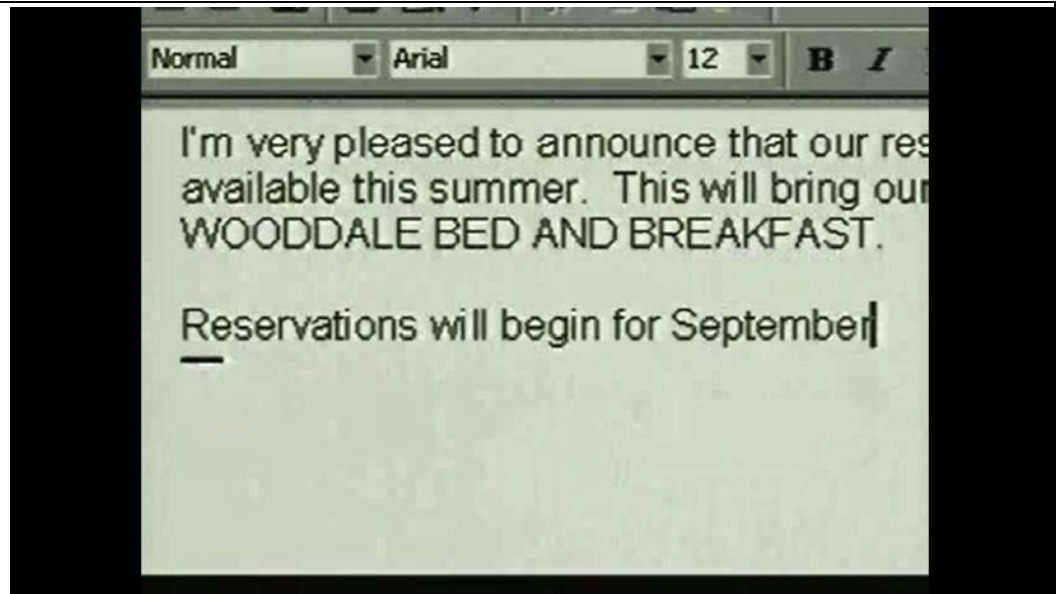 Normal Arial 12 B I
I'm very pleased to announce that our res
available this summer. This will bring our
WOODDALE BED AND BREAKFAST.
Reservations will begin for September